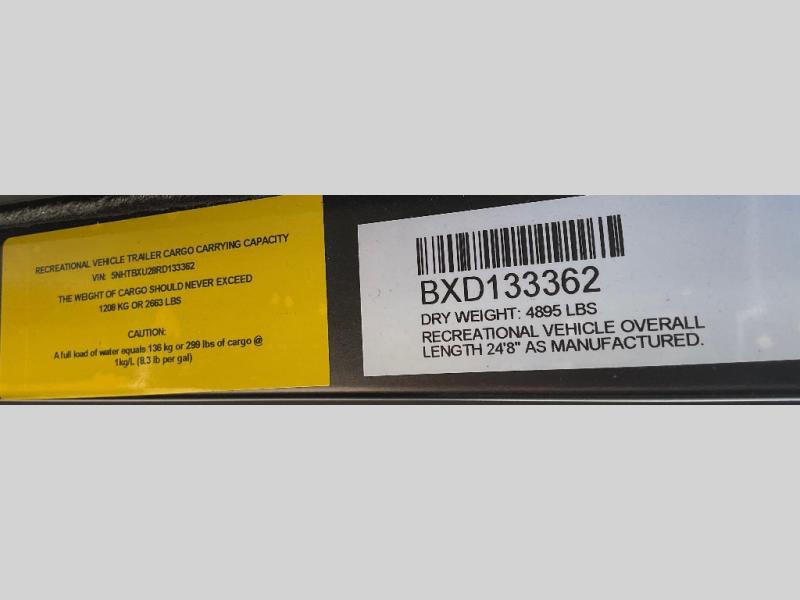 RECREATIONAL VEHICLE TRAILER CARGO CARRYING CAPACITY
VIN: 5NHTBXU28RD133362
THE WEIGHT OF CARGO SHOULD NEVER EXCEED
1208 KG OR 2663 LBS
CAUTION:
A full load of water equals 136 kg or 299 lbs of cargo @
1kg/L (8.3 lb per gal)
BXD133362
DRY WEIGHT: 4895 LBS
RECREATIONAL VEHICLE OVERALL
LENGTH 24'8" AS MANUFACTURED.